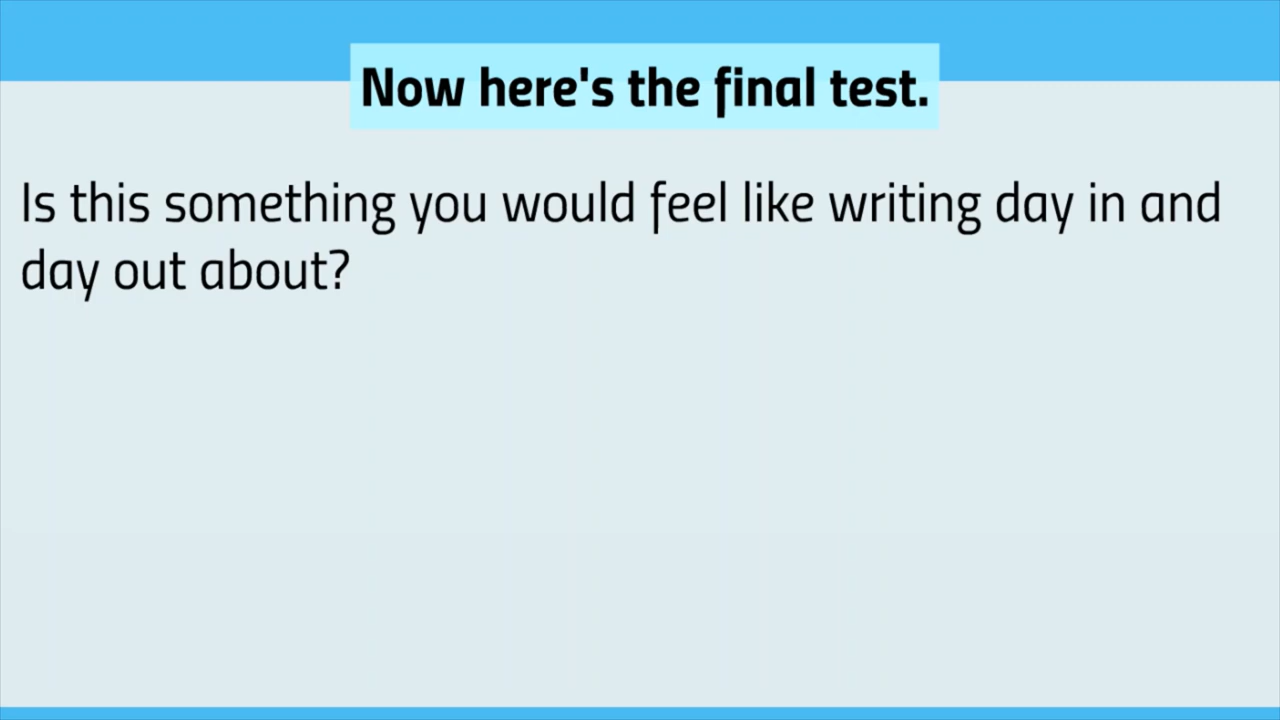 Now here's the final test.
Is this something you would feel like writing day in and
day out about?